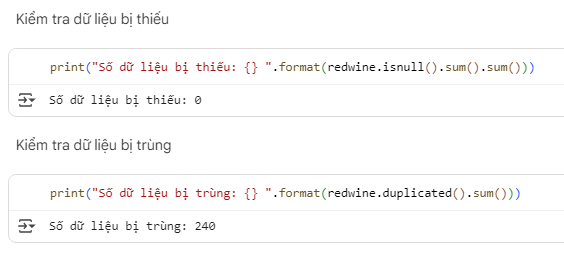 Kiểm tra dữ liệu bị thiếu
print("Số dữ liệu bị thiếu: {} ".format(redwine.isnull().sum().sum()))
Số dữ liệu bị thiếu: 0
Kiểm tra dữ liệu bị trùng
print("Số dữ liệu bị trùng: {} ".format(redwine.duplicated().sum()))
Số dữ liệu bị trùng: 240